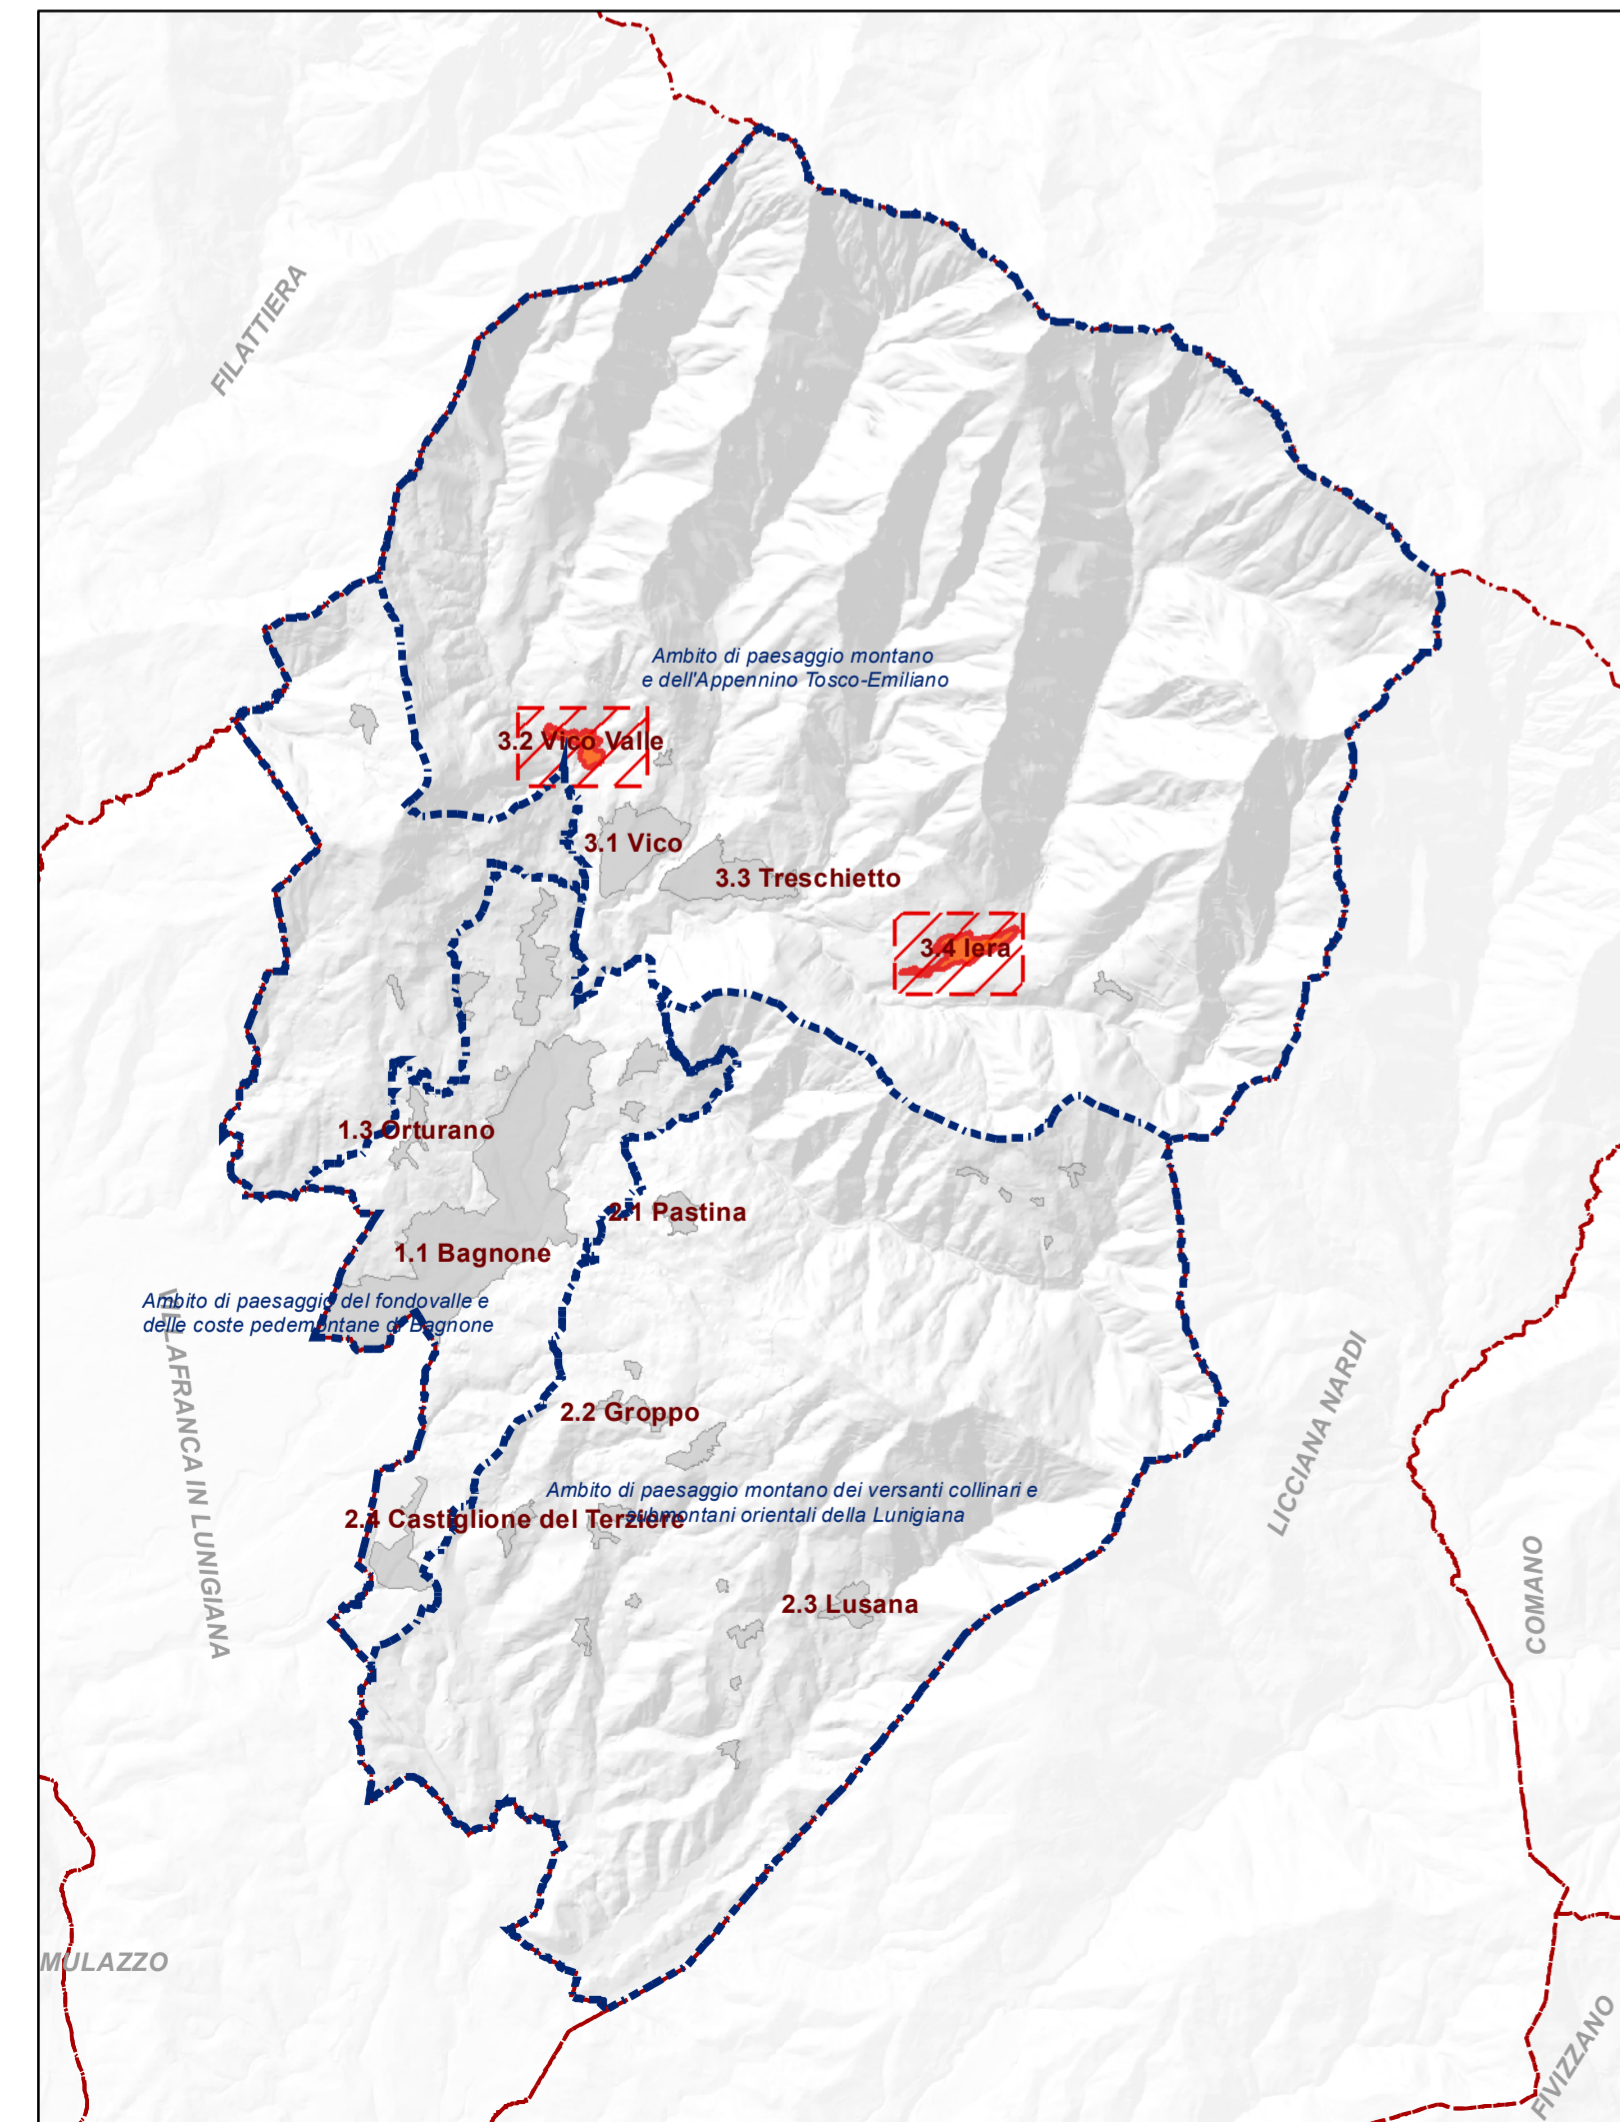 FILATTIERA
Ambito di paesaggio montano
e dell'Appennino Tosco-Emiliano
3.2 Vico Valle
3.1 Vico
3.3 Treschietto
3.4 Iera
1.3 Orturano
2.1 Pastina
1.1 Bagnone
Ambito di paesaggio del fondovalle e
delle coste pedemontane di Bagnone
VILLAFRANCA IN LUNIGIANA
LICCIANA NARDI
2.2 Groppo
Ambito di paesaggio montano dei versanti collinari e
submontani orientali della Lunigiana
2.4 Castiglione del Terziere
COMANO
2.3 Lusana
MULAZZO
FIVIZZANO